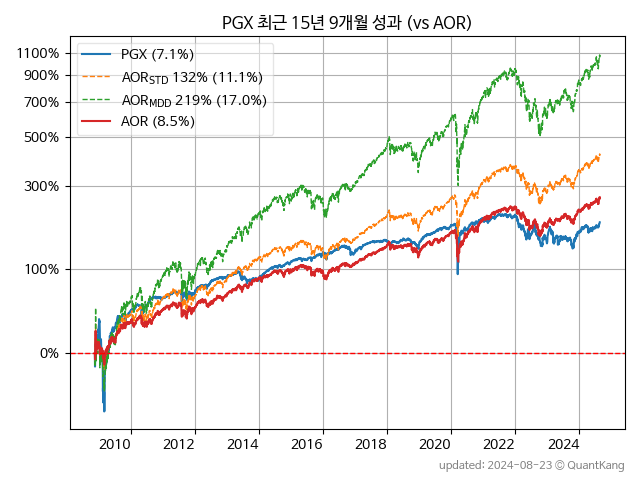 PGX 최근 15년 9개월 성과 (vs AOR)
1100%
900%
700%
500%
300%
100%
0%
PGX (7.1%)
AOR_STD 132% (11.1%)
AOR_MDD 219% (17.0%)
AOR (8.5%)
2010 2012 2014 2016 2018 2020 2022 2024
updated: 2024-08-23 © QuantKang